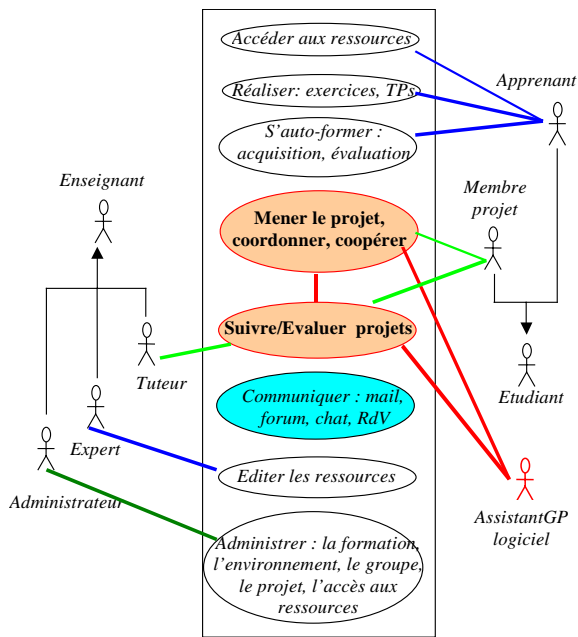 Accéder aux ressources
Apprenant
Réaliser: exercices, TPs
S'auto-former :
acquisition, évaluation
Enseignant
Membre
projet
Mener le projet,
coordonner, coopérer
Suivre/Evaluer projets
Tuteur
Etudiant
Communiquer : mail,
forum, chat, RdV
Expert
Editer les ressources
Administrateur
AssistantGP
logiciel
Administrer : la formation,
l'environnement, le groupe,
le projet, l'accès aux
ressources